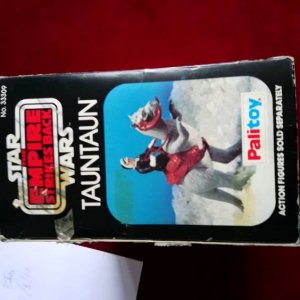 No. 33309
STAR
THE
EMPIRE
STRIKES BACK
WARS
TAUNTAUN
Palitoy
ACTION FIGURES SOLD SEPARATELY